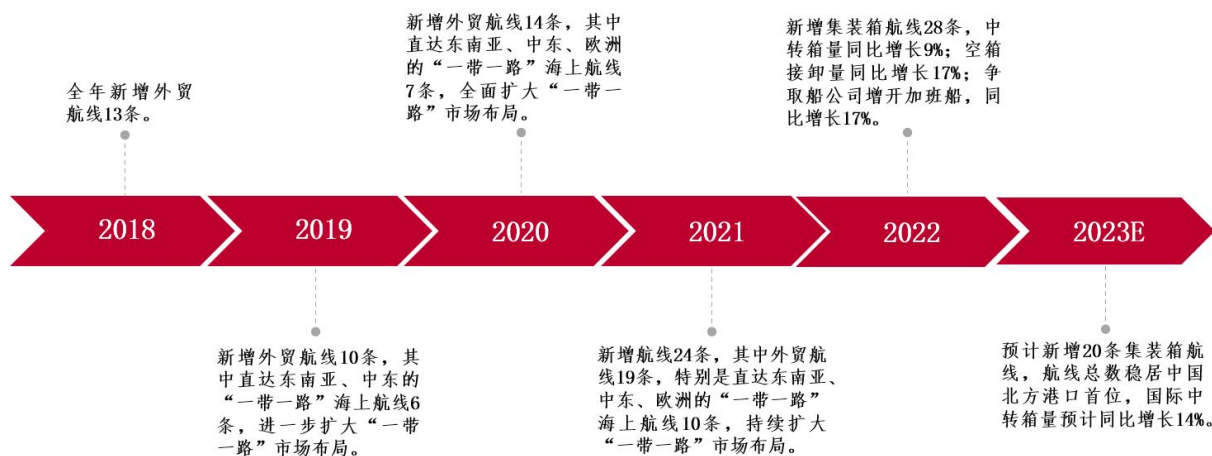 全年新增外贸
航线13条。
新增外贸航线14条，其中
直达东南亚、中东、欧洲
的“一带一路”海上航线
7条，全面扩大“一带一
路”市场布局。
新增集装箱航线28条，中
转箱量同比增长9%；空箱
接卸量同比增长17%；争
取船公司增开加班船，同
比增长17%。
2018
2019
2020
2021
2022
2023E
新增外贸航线10条，其
中直达东南亚、中东的
“一带一路”海上航线6
条，进一步扩大“一带
一路”市场布局。
新增航线24条，其中外贸航
线19条，特别是直达东南亚、
中东、欧洲的“一带一路”
海上航线10条，持续扩大
“一带一路”市场布局。
预计新增20条集装箱航
线，航线总数稳居中国
北方港口首位，国际中
转箱量预计同比增长14%。